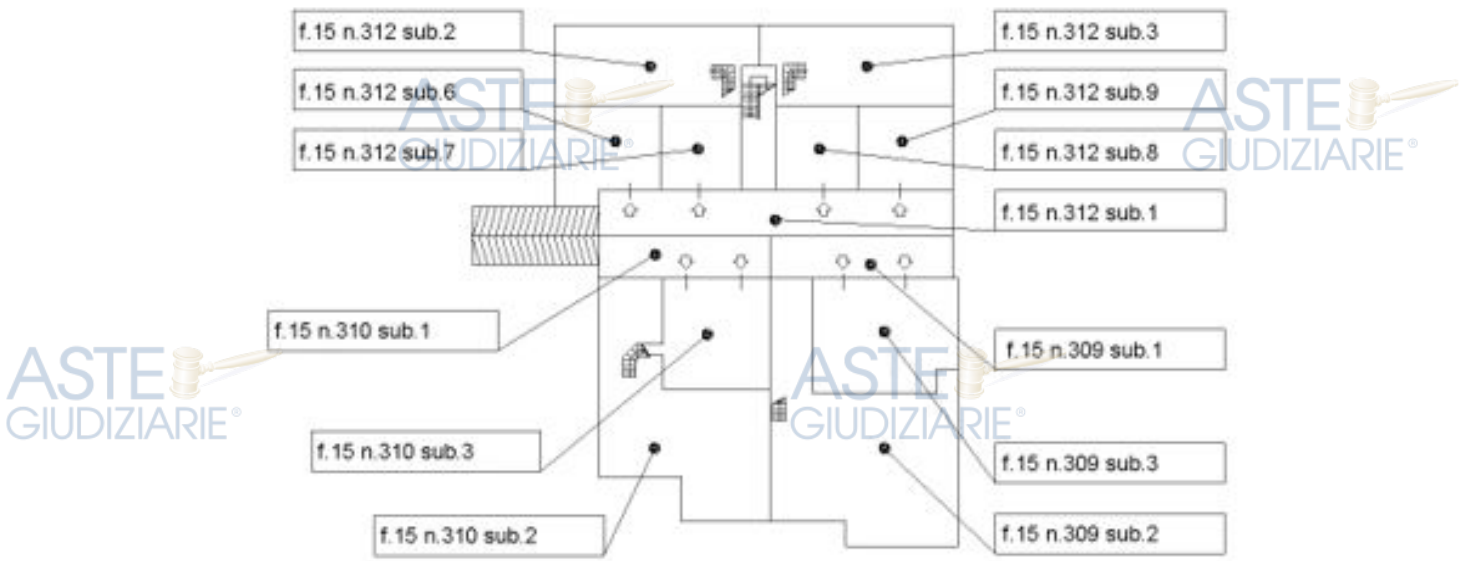 f.15 n.312 sub.2
f.15 n.312 sub.3
f.15 n.312 sub.6
f.15 n.312 sub.9
ASTE
GIUDIZIARIE®
ASTE
GIUDIZIARIE®
f.15 n.312 sub.7
f.15 n.312 sub.8
f.15 n.312 sub.1
f.15 n.310 sub.1
f.15 n.309 sub.1
ASTE
GIUDIZIARIE®
ASTE
GIUDIZIARIE®
f.15 n.310 sub.3
f.15 n.309 sub.3
f.15 n.310 sub.2
f.15 n.309 sub.2